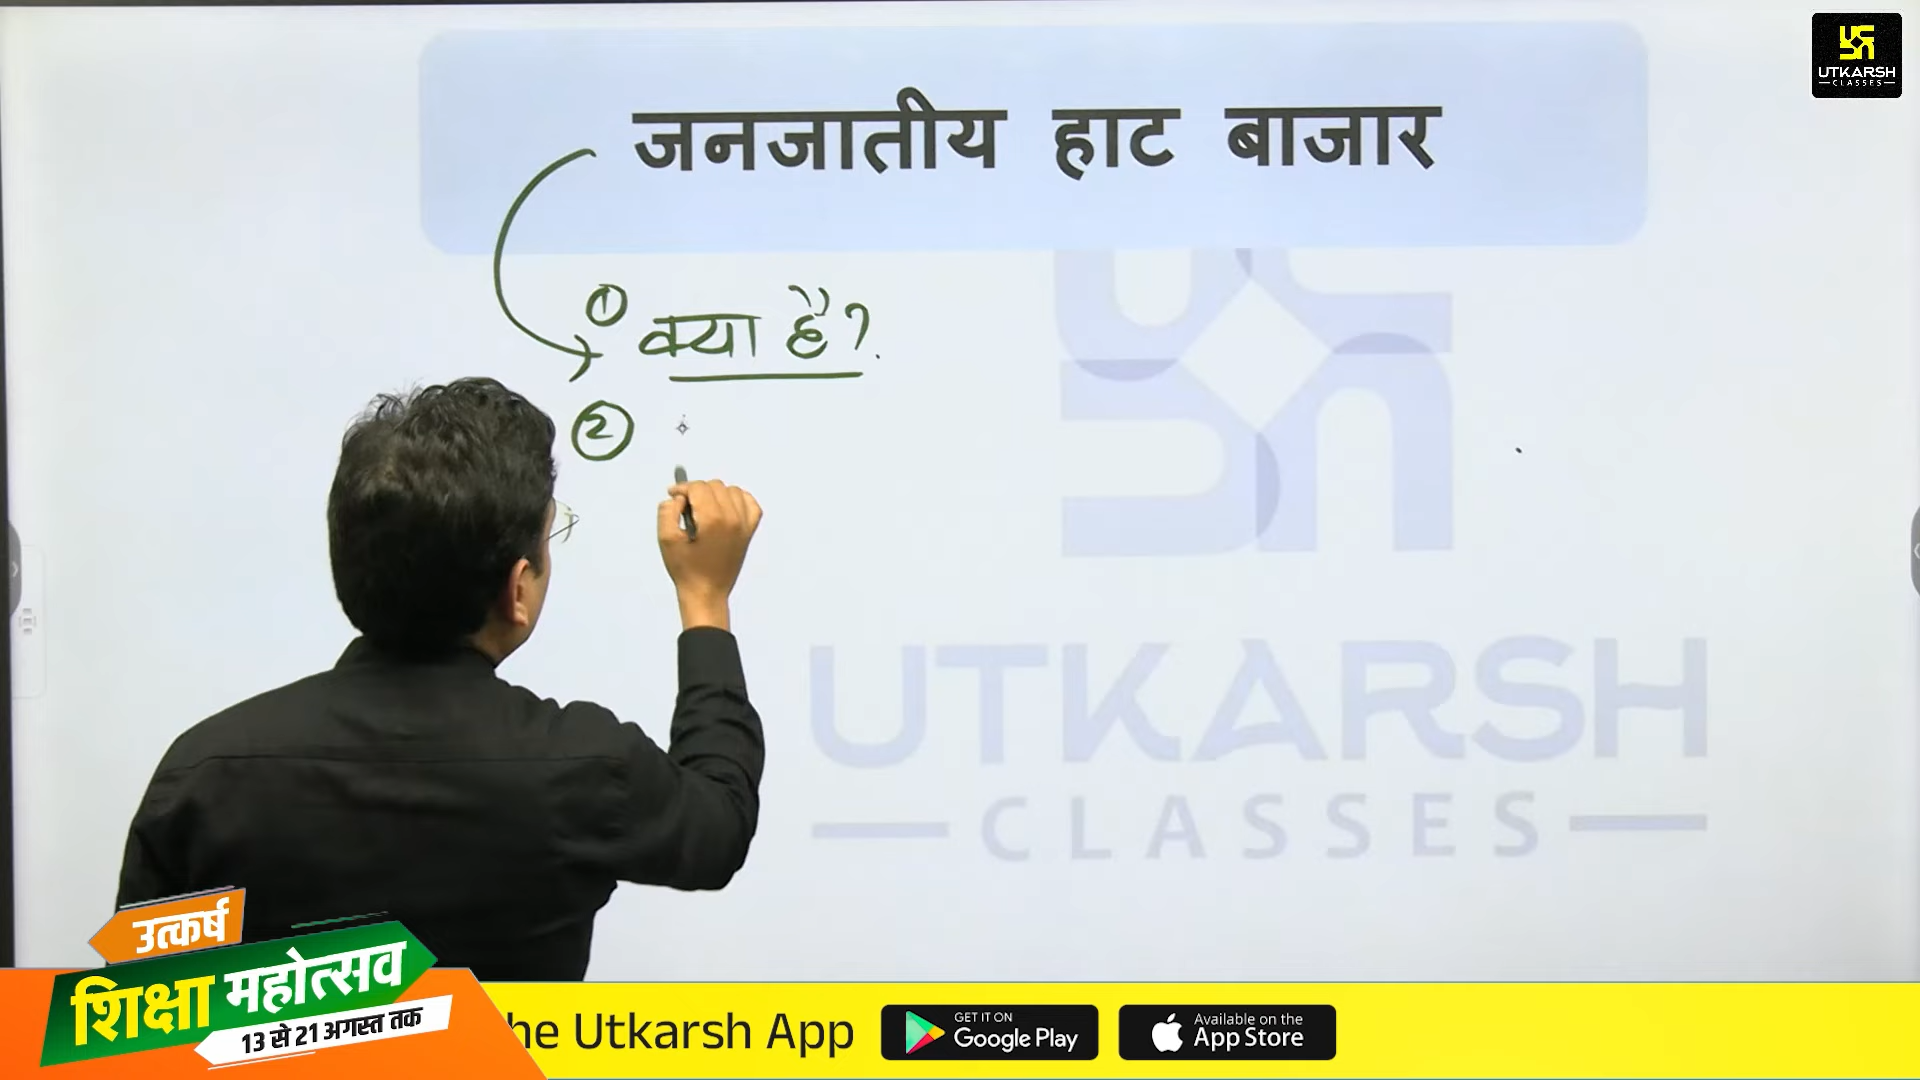 जनजातीय हाट बाजार
① क्या है?
②
UTKARSH
CLASSES
UTKARSH
CLASSES
उत्कर्ष
शिक्षा महोत्सव
13 से 21 अगस्त तक
he Utkarsh App
GET IT ON
Google Play
Available on the
App Store